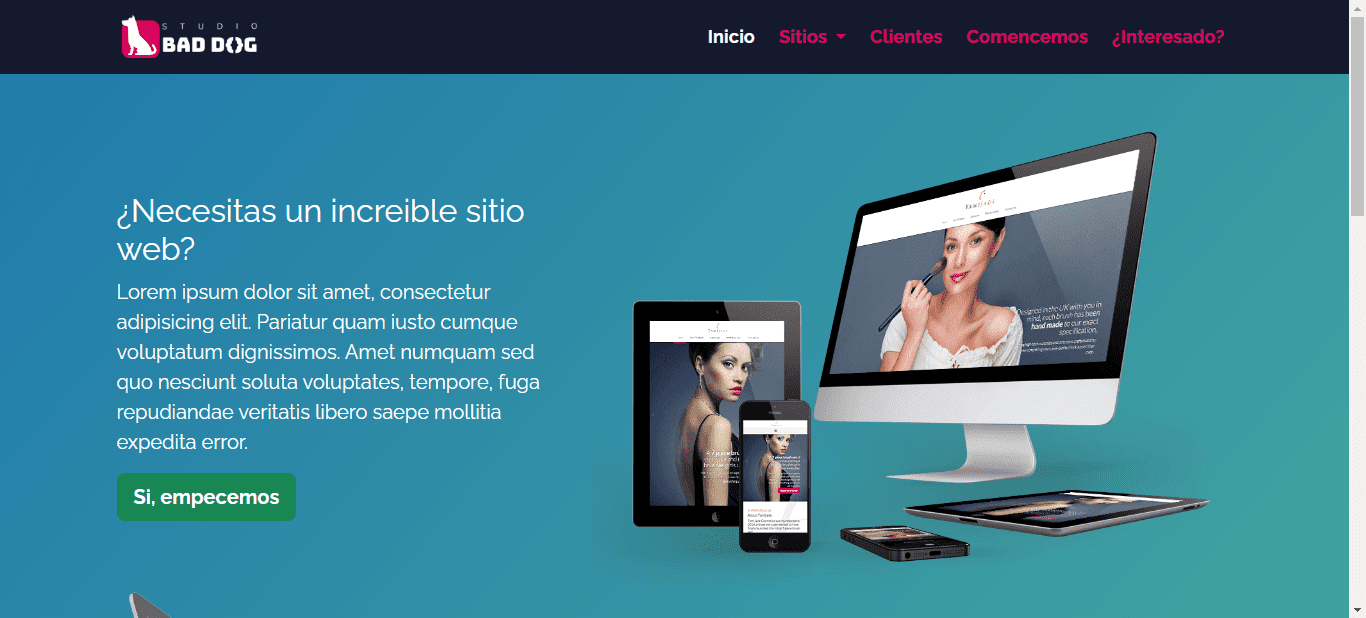 STUDIO
BAD DOG
Inicio Sitios Clientes Comencemos ¿Interesado?
¿Necesitas un increible sitio
web?
Lorem ipsum dolor sit amet, consectetur
adipisicing elit. Pariatur quam iusto cumque
voluptatum dignissimos. Amet numquam sed
quo nesciunt soluta voluptates, tempore, fuga
repudiandae veritatis libero saepe mollitia
expedita error.
Si, empecemos
Designed in the UK with you in
mind, each brush has been
hand made to our exact
specification,